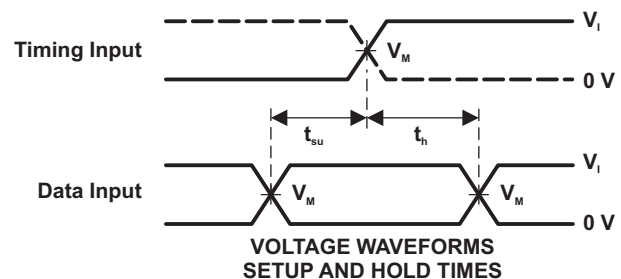 V_I
Timing Input
V_M
0 V
t_su
t_h
V_I
Data Input
V_M
V_M
0 V
VOLTAGE WAVEFORMS
SETUP AND HOLD TIMES